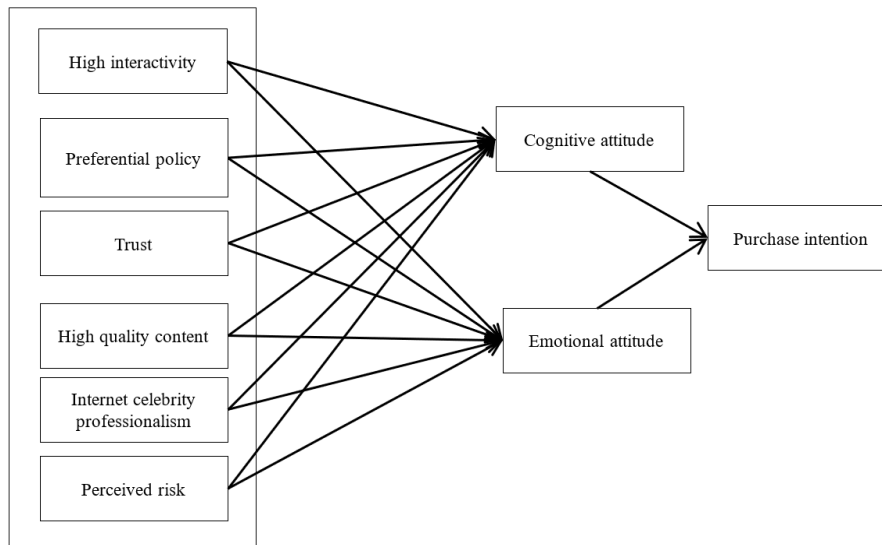 High interactivity
Preferential policy
Trust
High quality content
Internet celebrity
professionalism
Perceived risk
Cognitive attitude
Emotional attitude
Purchase intention